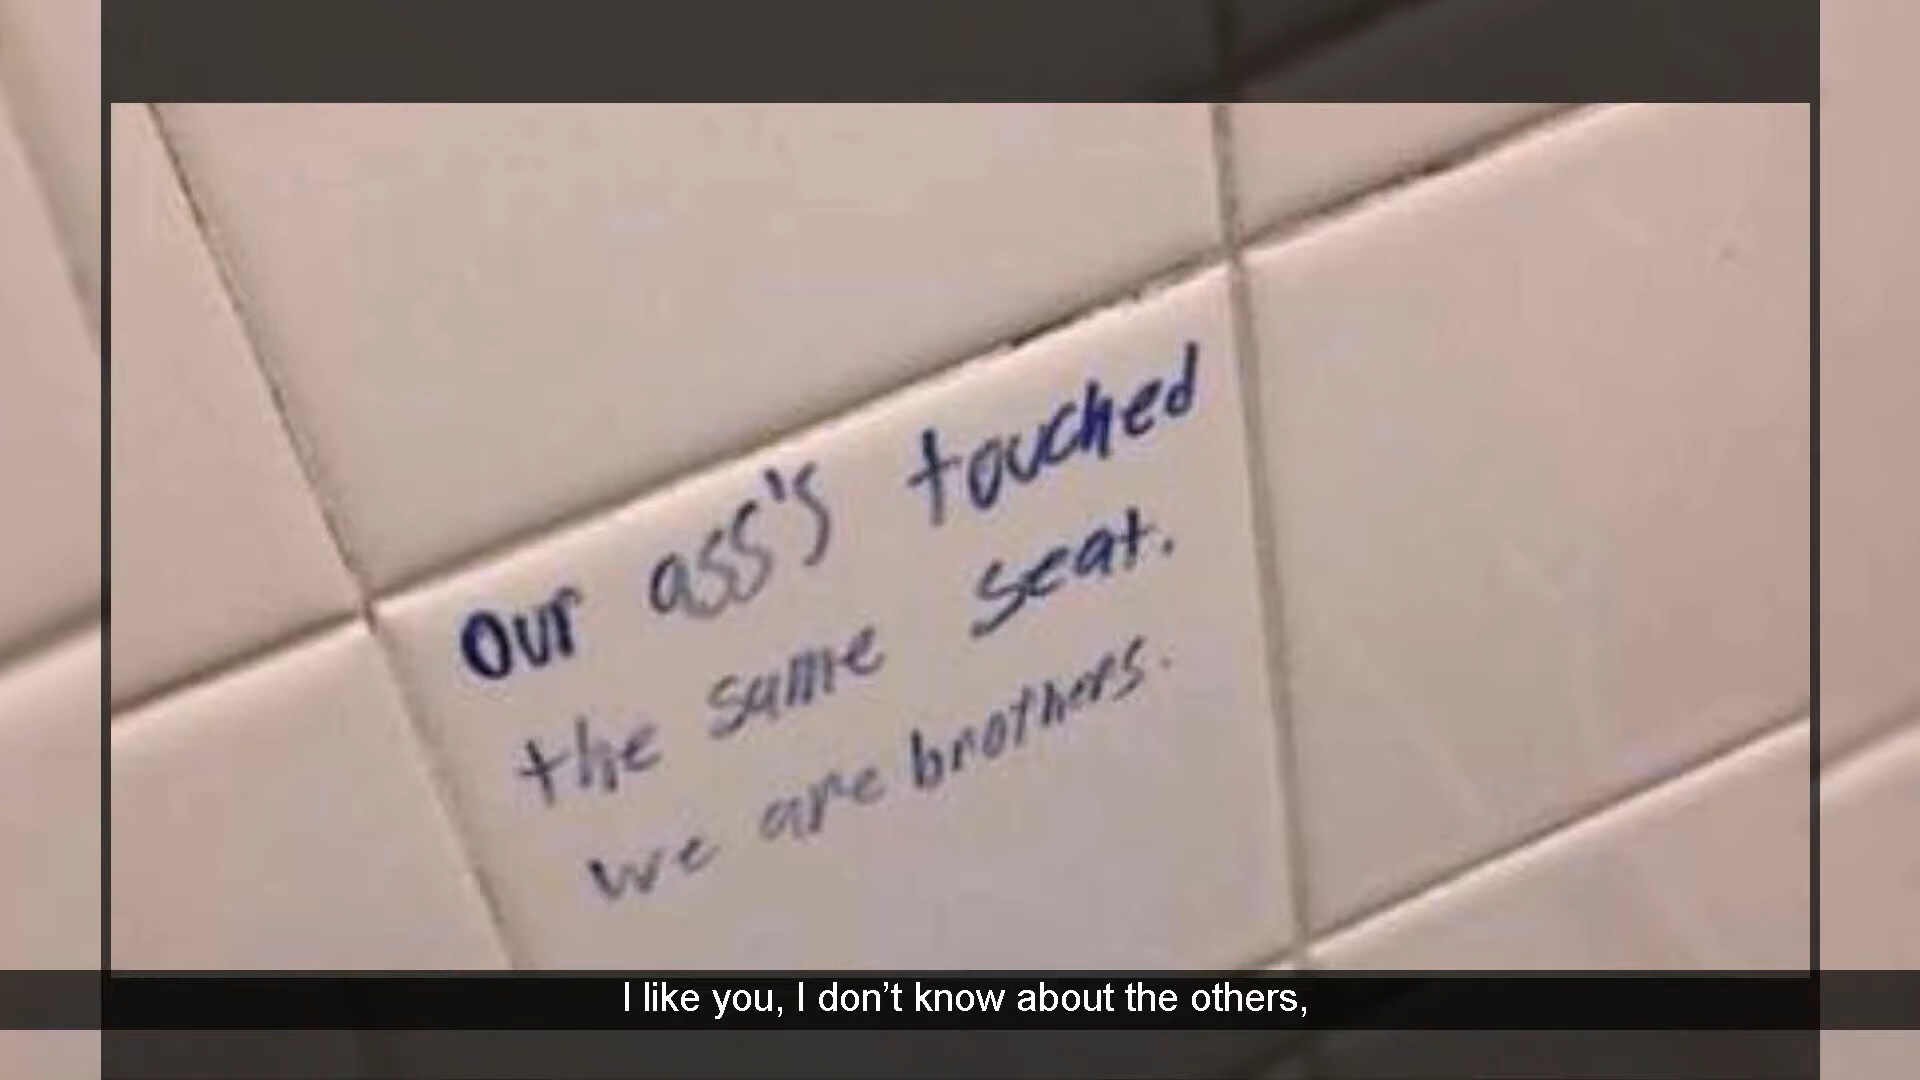 Our ass's touched
the same seat.
we are brothers.
I like you, I don’t know about the others,